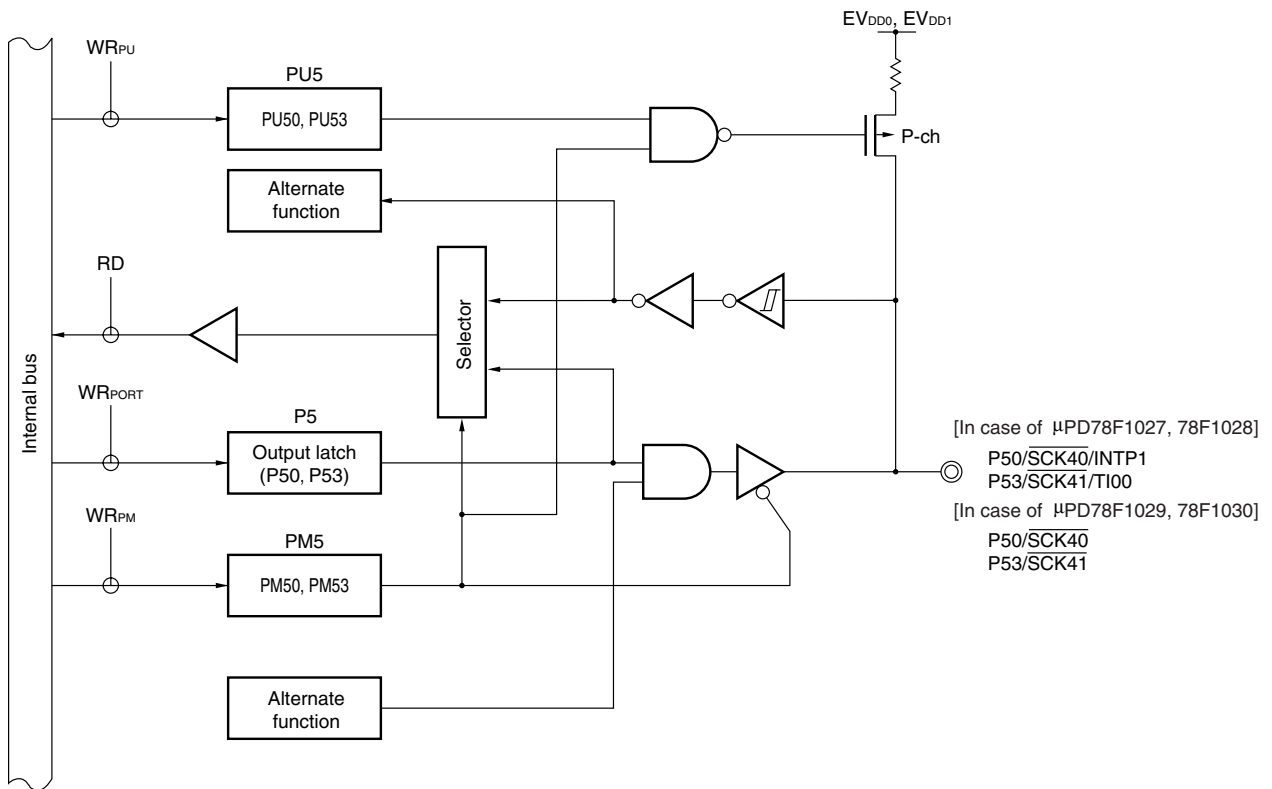 EVDD0, EVDD1
WRPU
PU5
PU50, PU53
P-ch
Alternate
function
RD
Selector
Internal bus
WRPORT
P5
Output latch
(P50, P53)
[In case of μPD78F1027, 78F1028]
P50/SCK40/INTP1
P53/SCK41/TI00
[In case of μPD78F1029, 78F1030]
P50/SCK40
P53/SCK41
WRPM
PM5
PM50, PM53
Alternate
function